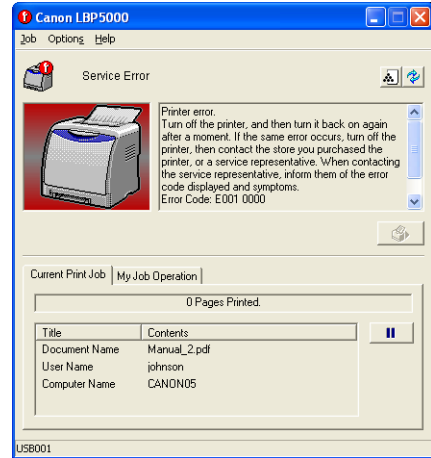 Canon LBP5000
Job Options Help
Service Error
Printer error.
Turn off the printer, and then turn it back on again
after a moment. If the same error occurs, turn off the
printer, then contact the store you purchased the
printer, or a service representative. When contacting
the service representative, inform them of the error
code displayed and symptoms.
Error Code: E001 0000
Current Print Job My Job Operation
0 Pages Printed.
Title Contents
Document Name Manual_2.pdf
User Name johnson
Computer Name CANON05
USB001